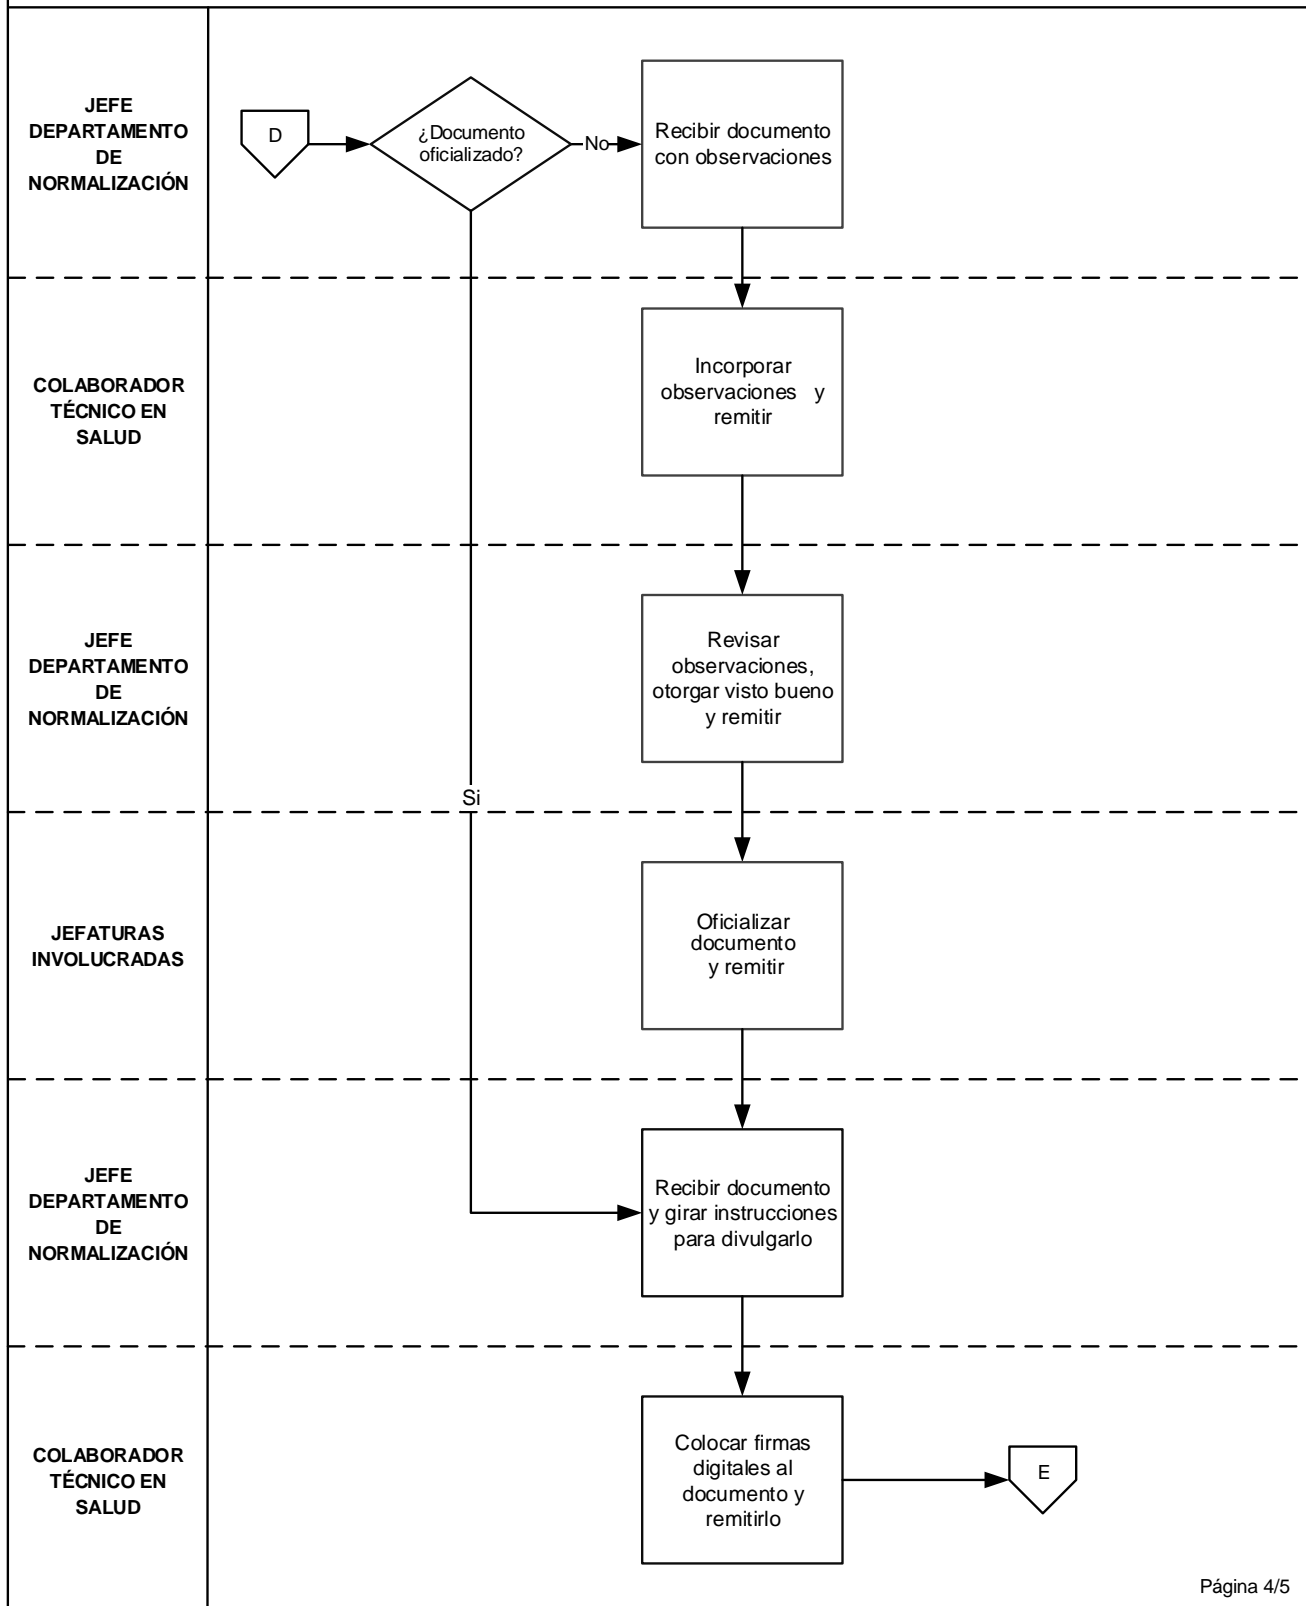 JEFE
DEPARTAMENTO
DE
NORMALIZACIÓN
D
¿Documento
oficializado?
No
Recibir documento
con observaciones
COLABORADOR
TÉCNICO EN
SALUD
Incorporar
observaciones y
remitir
JEFE
DEPARTAMENTO
DE
NORMALIZACIÓN
Revisar
observaciones,
otorgar visto bueno
y remitir
Si
JEFATURAS
INVOLUCRADAS
Oficializar
documento
y remitir
JEFE
DEPARTAMENTO
DE
NORMALIZACIÓN
Recibir documento
y girar instrucciones
para divulgarlo
COLABORADOR
TÉCNICO EN
SALUD
Colocar firmas
digitales al
documento y
remitirlo
E
Página 4/5